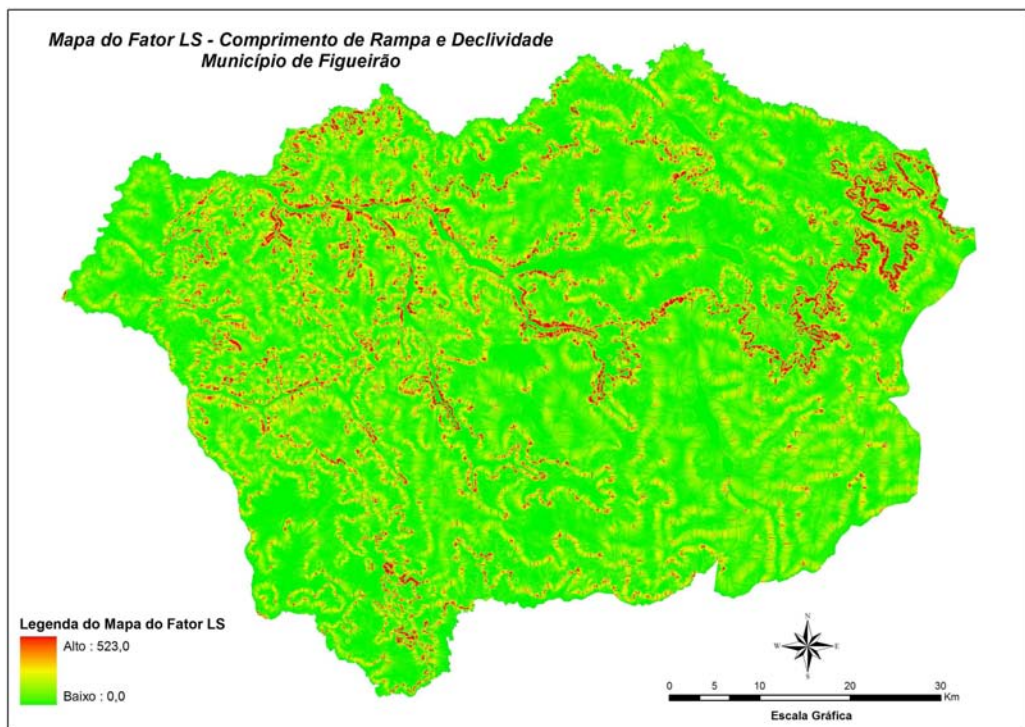 Mapa do Fator LS - Comprimento de Rampa e Declividade
Município de Figueirão
Legenda do Mapa do Fator LS
Alto : 523,0
Baixo : 0,0
N
W E
S
0 5 10 20 30
Km
Escala Gráfica